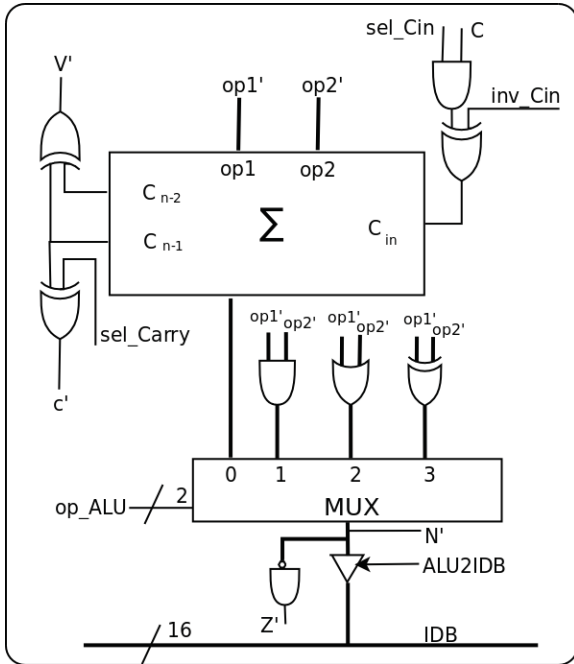 sel_Cin C
V'
op1' op2'
inv_Cin
op1 op2
C n-2
Σ
C n-1
C in
op1' op2' op1' op2' op1' op2'
sel_Carry
c'
0 1 2 3
2
op_ALU
MUX
N'
ALU2IDB
Z'
16
IDB